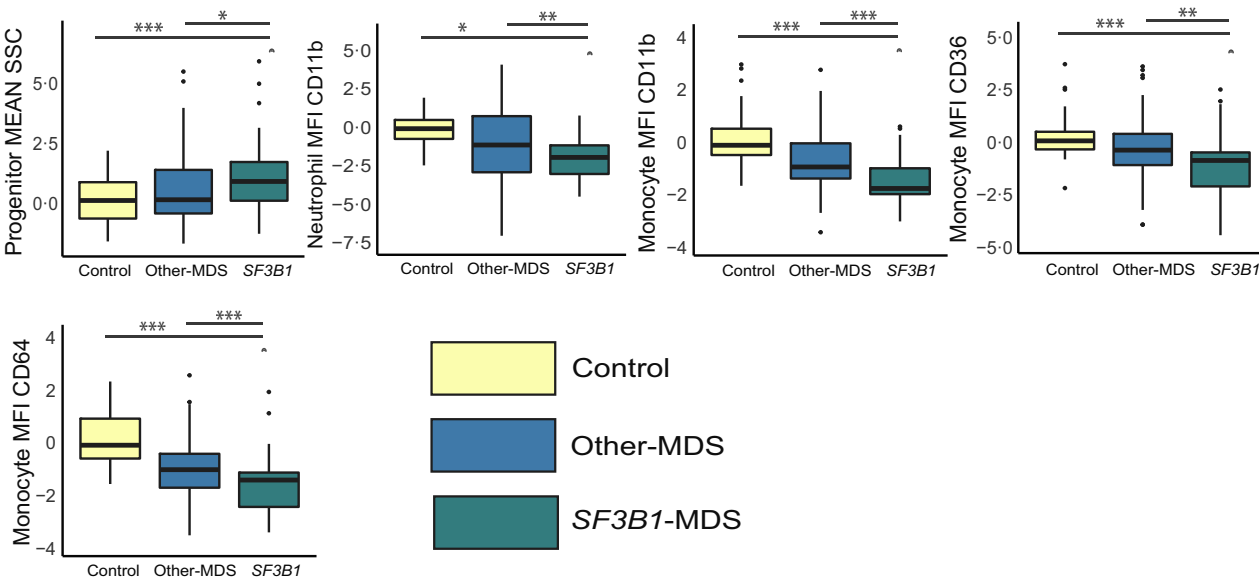 Progenitor MEAN SSC
5·0
2·5
0·0
***
*
Control Other-MDS SF3B1
Neutrophil MFI CD11b
5·0
2·5
0·0
−2·5
−5·0
−7·5
*
**
Control Other-MDS SF3B1
Monocyte MFI CD11b
4
2
0
−2
−4
***
***
Control Other-MDS SF3B1
Monocyte MFI CD36
5·0
2·5
0·0
−2·5
−5·0
***
**
Control Other-MDS SF3B1
Monocyte MFI CD64
4
2
0
−2
−4
***
***
Control Other-MDS SF3B1
Control
Other-MDS
SF3B1-MDS